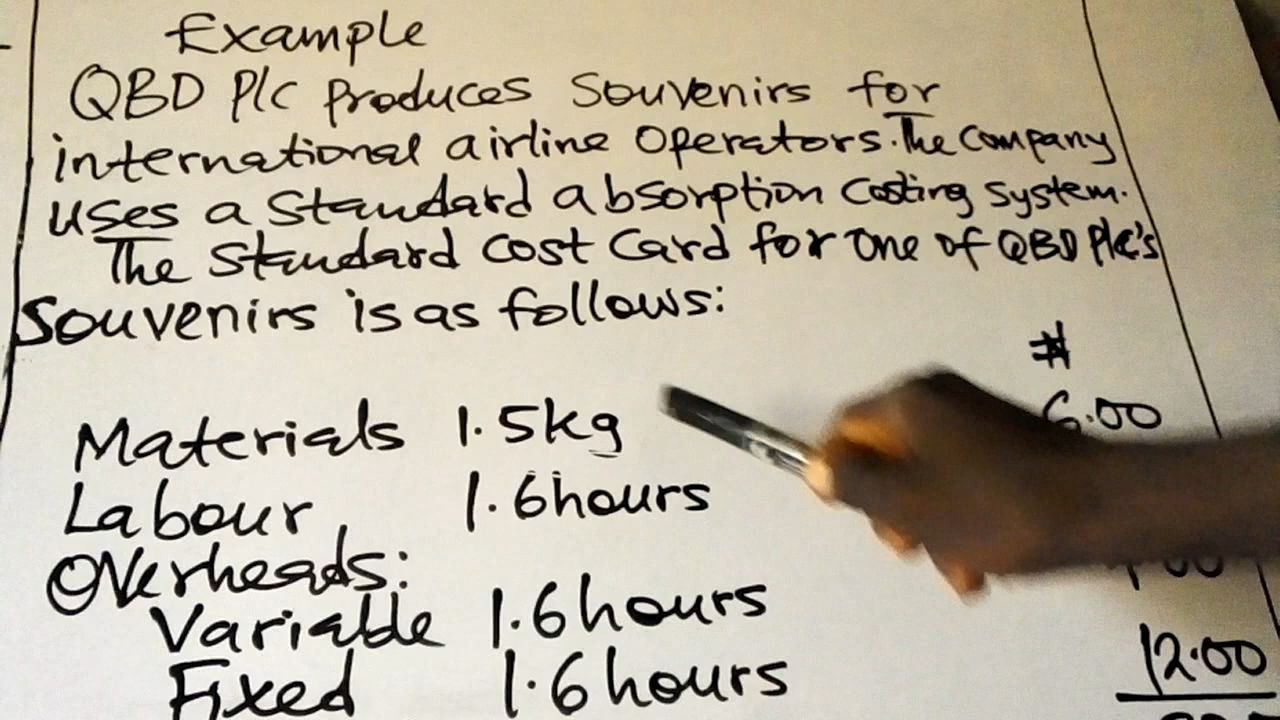 Example
QBD Plc produces Souvenirs for
international airline Operators. The Company
uses a Standard absorption Costing System.
The Standard Cost Card for one of QBD Plc's
Souvenirs is as follows:
₦
Materials 1.5kg 6.00
Labour 1.6hours
Overheads:
Variable 1.6hours
Fixed 1.6hours 12.00